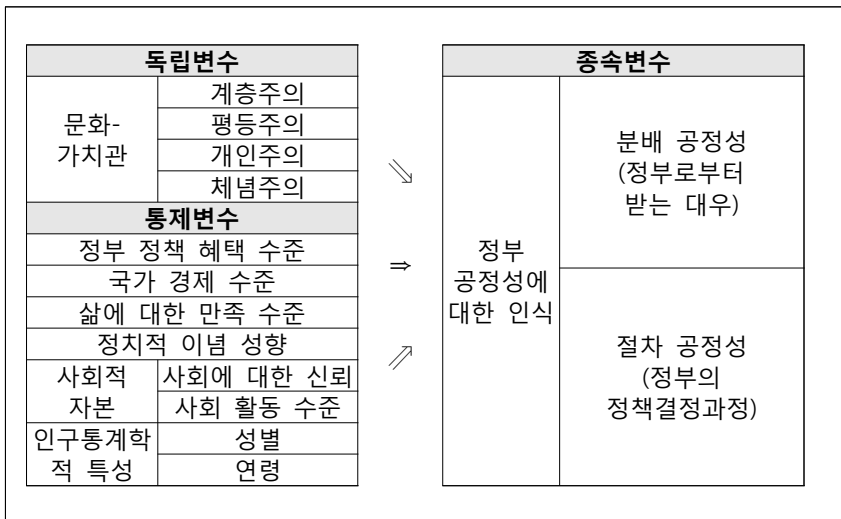 독립변수
문화-
가치관
계층주의
평등주의
개인주의
체념주의
통제변수
정부 정책 혜택 수준
국가 경제 수준
삶에 대한 만족 수준
정치적 이념 성향
사회적
자본
사회에 대한 신뢰
사회 활동 수준
인구통계학
적 특성
성별
연령
⇘
⇒
⇗
종속변수
정부
공정성에
대한 인식
분배 공정성
(정부로부터
받는 대우)
절차 공정성
(정부의
정책결정과정)